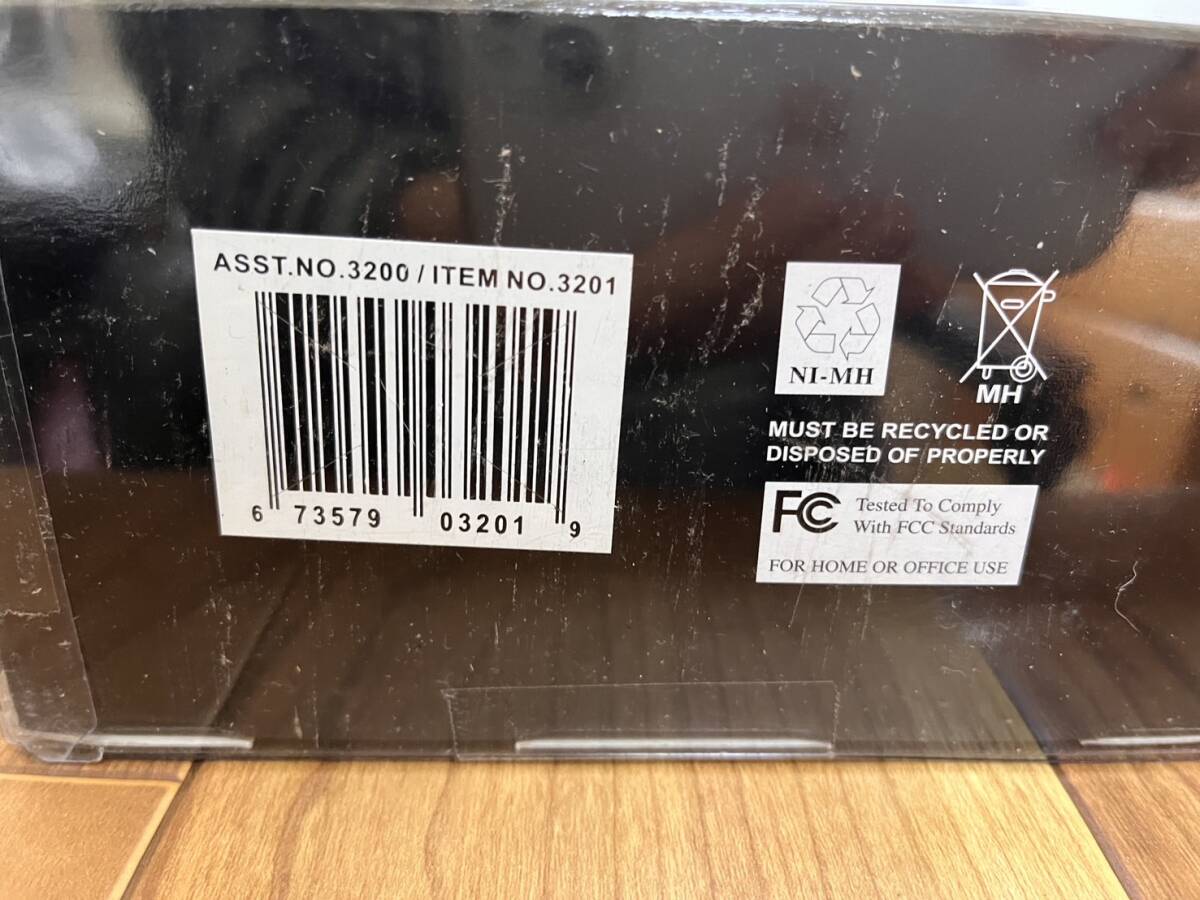 ASST.NO.3200 / ITEM NO.3201
6 73579 03201 9
NI-MH
MH
MUST BE RECYCLED OR
DISPOSED OF PROPERLY
FC Tested To Comply
With FCC Standards
FOR HOME OR OFFICE USE